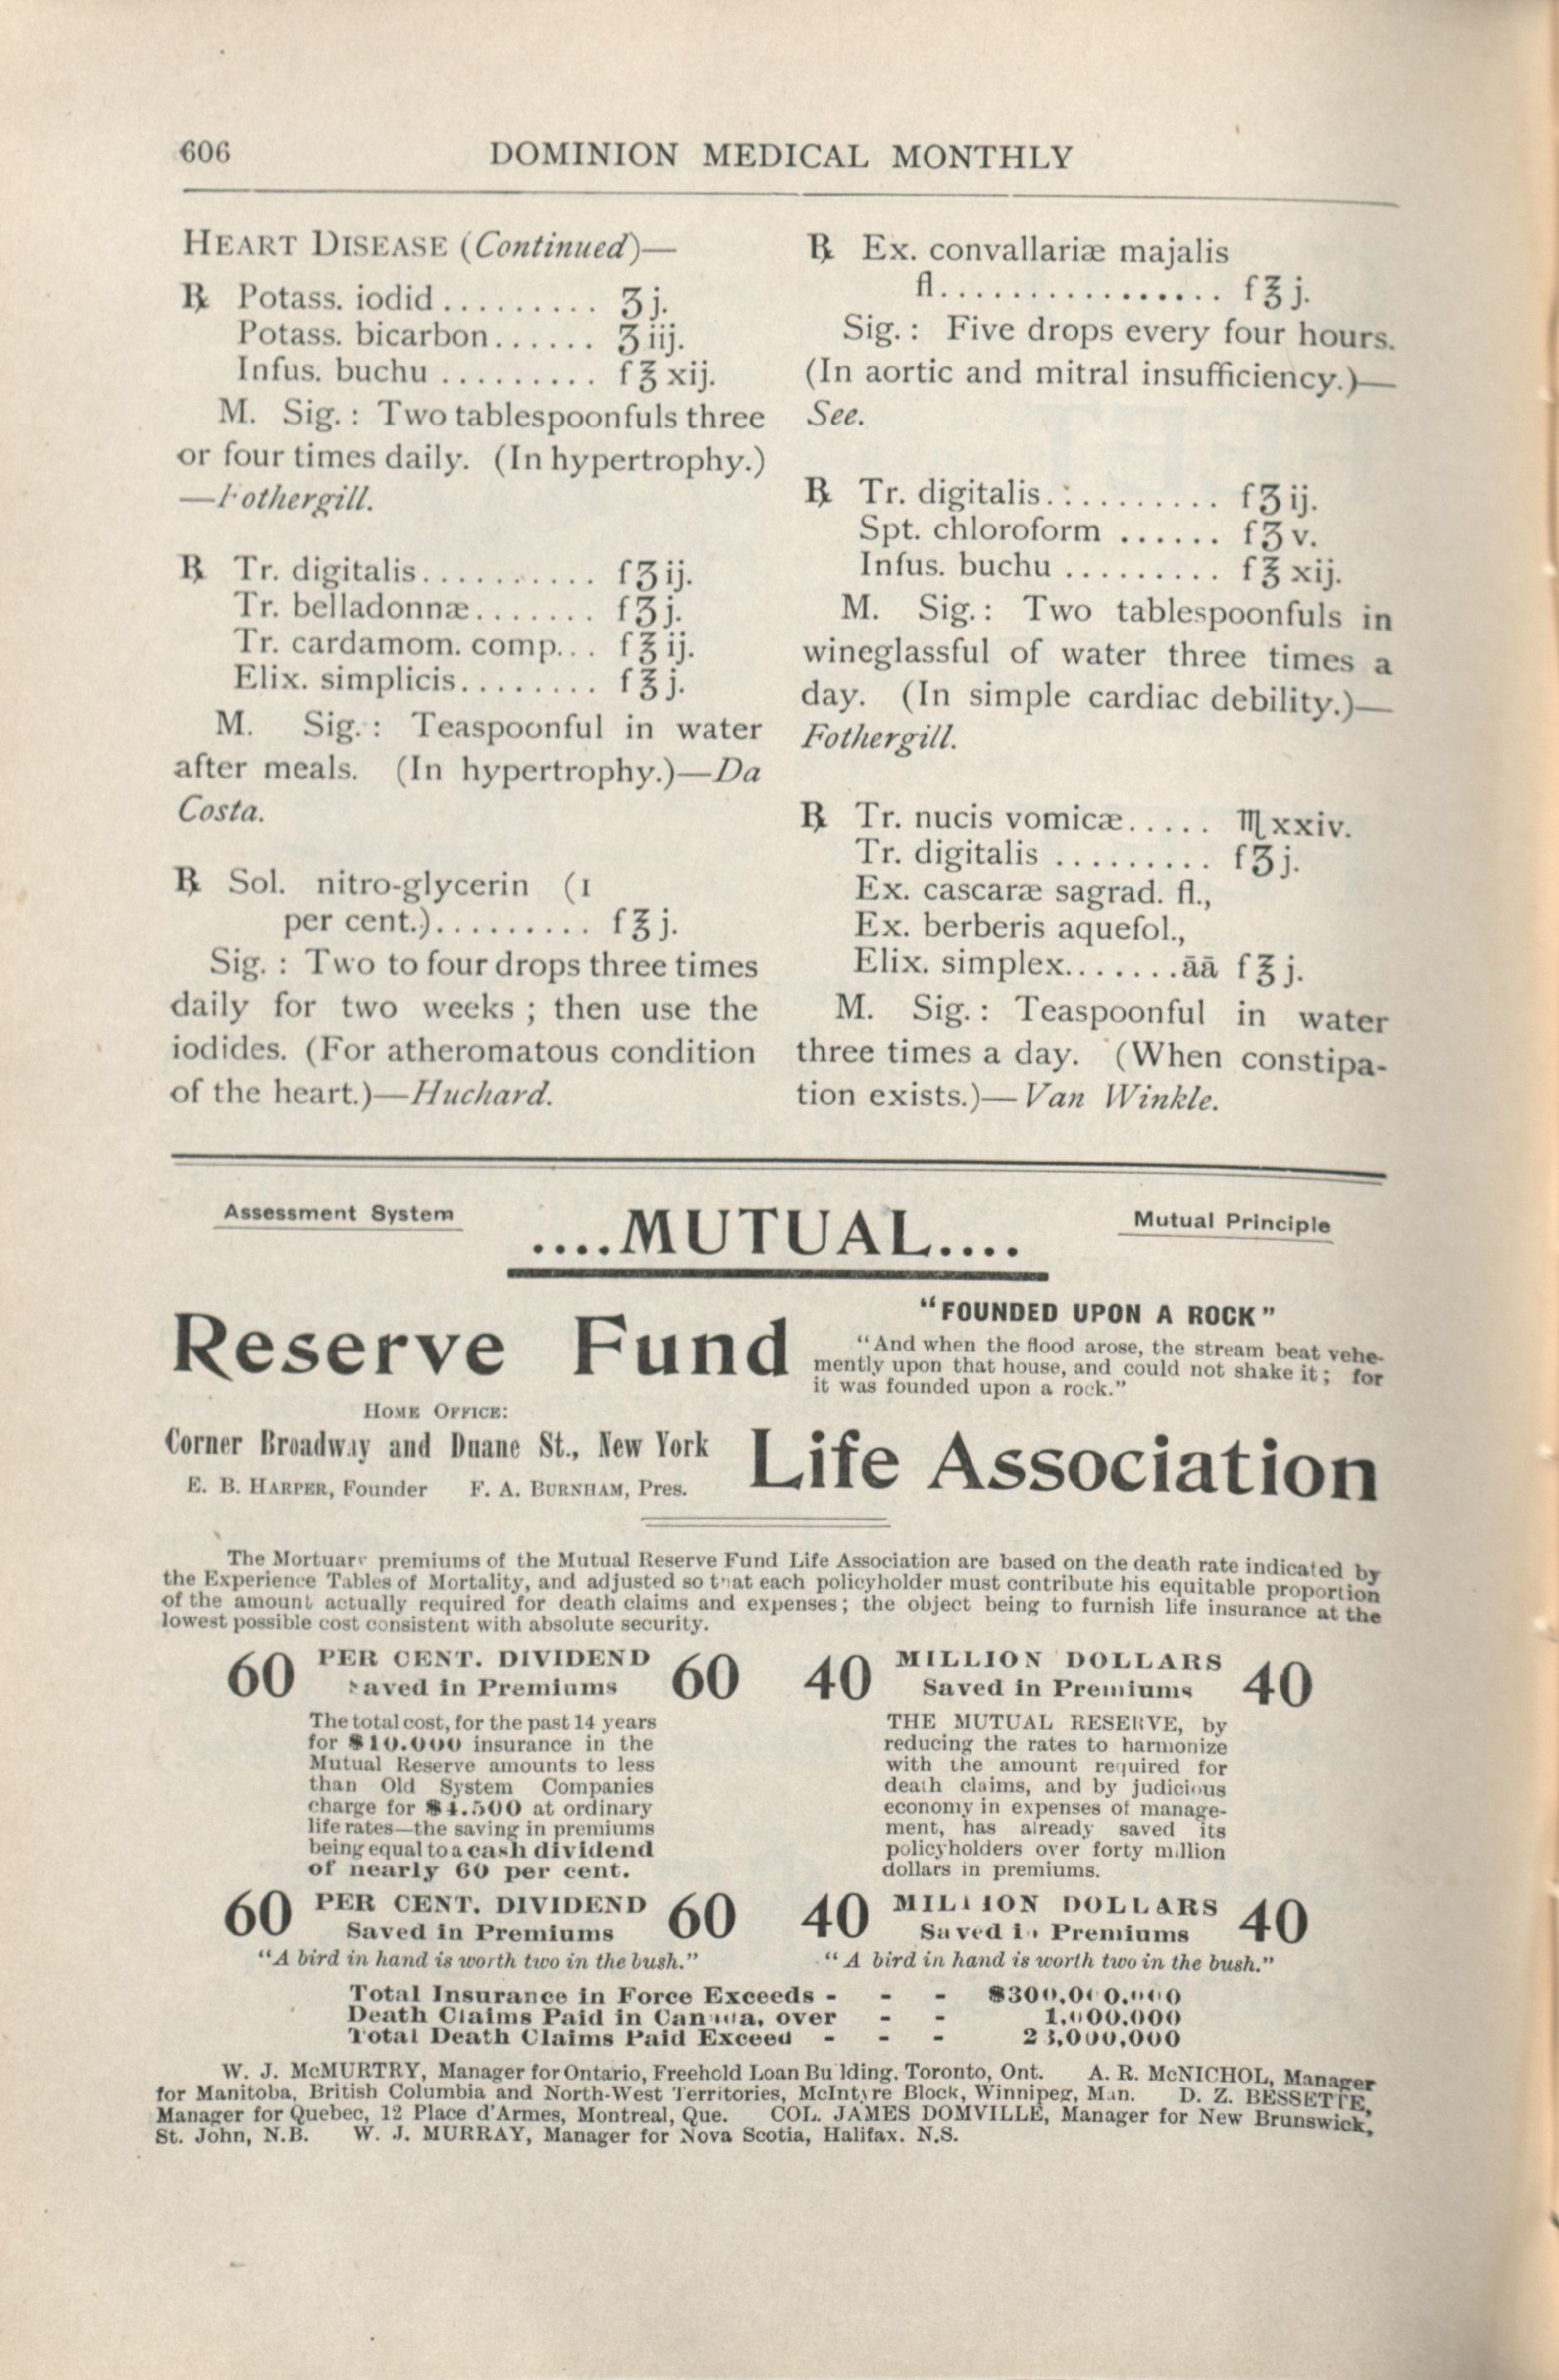 606
DOMINION MEDICAL MONTHLY
HEART DISEASE (Continued)—
℞ Potass. iodid.......... ʒ j.
Potass. bicarbon...... ʒ iij.
Infus. buchu ......... f ℥ xij.
M. Sig.: Two tablespoonfuls three
or four times daily. (In hypertrophy.)
—Fothergill.
℞ Tr. digitalis........... f ʒ ij.
Tr. belladonnæ....... f ʒ j.
Tr. cardamom. comp... f ℥ ij.
Elix. simplicis........ f ℥ j.
M. Sig.: Teaspoonful in water
after meals. (In hypertrophy.)—Da
Costa.
℞ Sol. nitro-glycerin (1
per cent.).......... f ℥ j.
Sig.: Two to four drops three times
daily for two weeks; then use the
iodides. (For atheromatous condition
of the heart.)—Huchard.
℞ Ex. convallariæ majalis
fl................. f ℥ j.
Sig.: Five drops every four hours.
(In aortic and mitral insufficiency.)—
See.
℞ Tr. digitalis........... f ʒ ij.
Spt. chloroform ...... f ʒ v.
Infus. buchu ......... f ℥ xij.
M. Sig.: Two tablespoonfuls in
wineglassful of water three times a
day. (In simple cardiac debility.)—
Fothergill.
℞ Tr. nucis vomicæ..... ♏ xxiv.
Tr. digitalis ......... f ʒ j.
Ex. cascaræ sagrad. fl.,
Ex. berberis aquefol.,
Elix. simplex.......āā f ℥ j.
M. Sig.: Teaspoonful in water
three times a day. (When constipa-
tion exists.)—Van Winkle.
Assessment System
....MUTUAL....
Mutual Principle
Reserve Fund
"FOUNDED UPON A ROCK"
"And when the flood arose, the stream beat vehe-
mently upon that house, and could not shake it; for
it was founded upon a rock."
HOME OFFICE:
Corner Broadway and Duane St., New York
E. B. HARPER, Founder F. A. BURNHAM, Pres.
Life Association
The Mortuary premiums of the Mutual Reserve Fund Life Association are based on the death rate indicated by
the Experience Tables of Mortality, and adjusted so that each policyholder must contribute his equitable proportion
of the amount actually required for death claims and expenses; the object being to furnish life insurance at the
lowest possible cost consistent with absolute security.
60 PER CENT. DIVIDEND 60
Saved in Premiums
The total cost, for the past 14 years
for $10.000 insurance in the
Mutual Reserve amounts to less
than Old System Companies
charge for $4.500 at ordinary
life rates—the saving in premiums
being equal to a cash dividend
of nearly 60 per cent.
60 PER CENT. DIVIDEND 60
Saved in Premiums
"A bird in hand is worth two in the bush."
40 MILLION DOLLARS 40
Saved in Premiums
THE MUTUAL RESERVE, by
reducing the rates to harmonize
with the amount required for
death claims, and by judicious
economy in expenses of manage-
ment, has already saved its
policyholders over forty million
dollars in premiums.
40 MILLION DOLLARS 40
Saved in Premiums
"A bird in hand is worth two in the bush."
Total Insurance in Force Exceeds - - - $300,000.000
Death Claims Paid in Canada, over - - 1,000.000
Total Death Claims Paid Exceed - - - 23,000,000
W. J. McMURTRY, Manager for Ontario, Freehold Loan Building, Toronto, Ont. A. R. McNICHOL, Manager
for Manitoba, British Columbia and North-West Territories, McIntyre Block, Winnipeg, Man. D. Z. BESSETTE,
Manager for Quebec, 12 Place d'Armes, Montreal, Que. COL. JAMES DOMVILLE, Manager for New Brunswick,
St. John, N.B. W. J. MURRAY, Manager for Nova Scotia, Halifax. N.S.